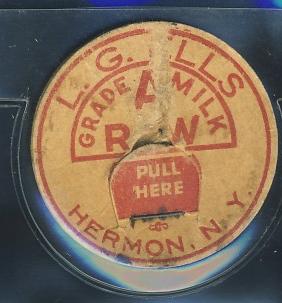 L. G. LLS
GRADE A MILK
RAW
PULL
HERE
HERMON, N.Y.